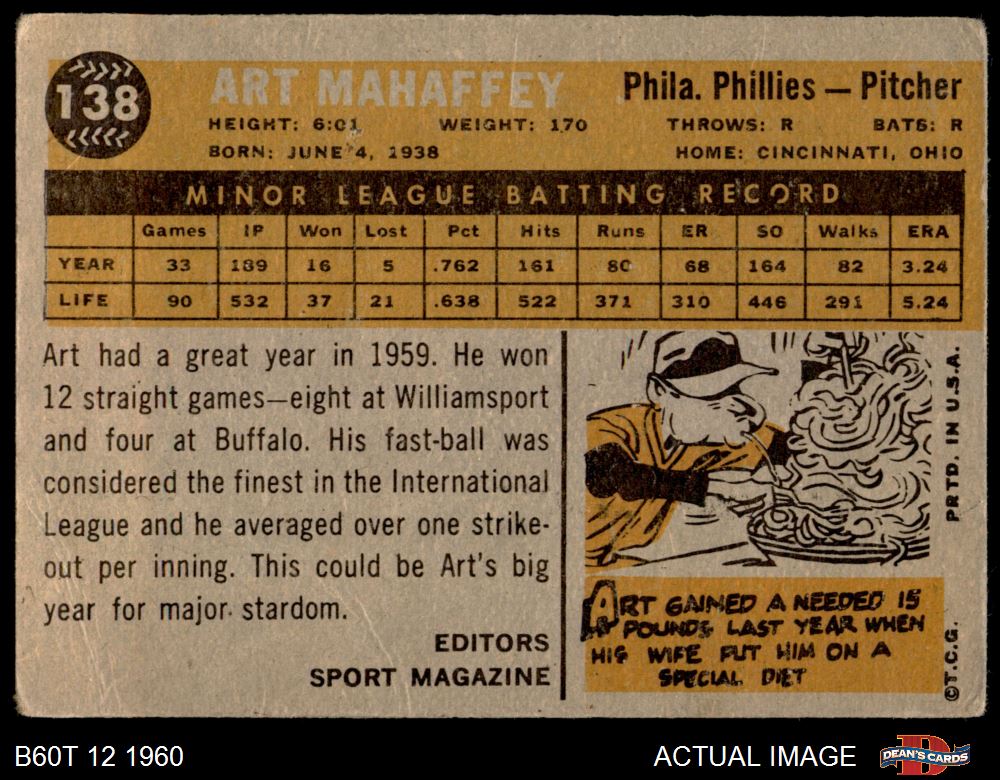 138
ART MAHAFFEY
Phila. Phillies — Pitcher
HEIGHT: 6:01 WEIGHT: 170 THROWS: R BATS: R
BORN: JUNE 4, 1938 HOME: CINCINNATI, OHIO
MINOR LEAGUE BATTING RECORD
Games IP Won Lost Pct Hits Runs ER SO Walks ERA
YEAR 33 189 16 5 .762 161 80 68 164 82 3.24
LIFE 90 532 37 21 .638 522 371 310 446 291 5.24
Art had a great year in 1959. He won
12 straight games—eight at Williamsport
and four at Buffalo. His fast-ball was
considered the finest in the International
League and he averaged over one strike-
out per inning. This could be Art's big
year for major stardom.
EDITORS
SPORT MAGAZINE
ART GAINED A NEEDED 15
POUNDS LAST YEAR WHEN
HIS WIFE PUT HIM ON A
SPECIAL DIET
PRTD. IN U.S.A.
©T.C.G.
B60T 12 1960
ACTUAL IMAGE
DEAN'S CARDS